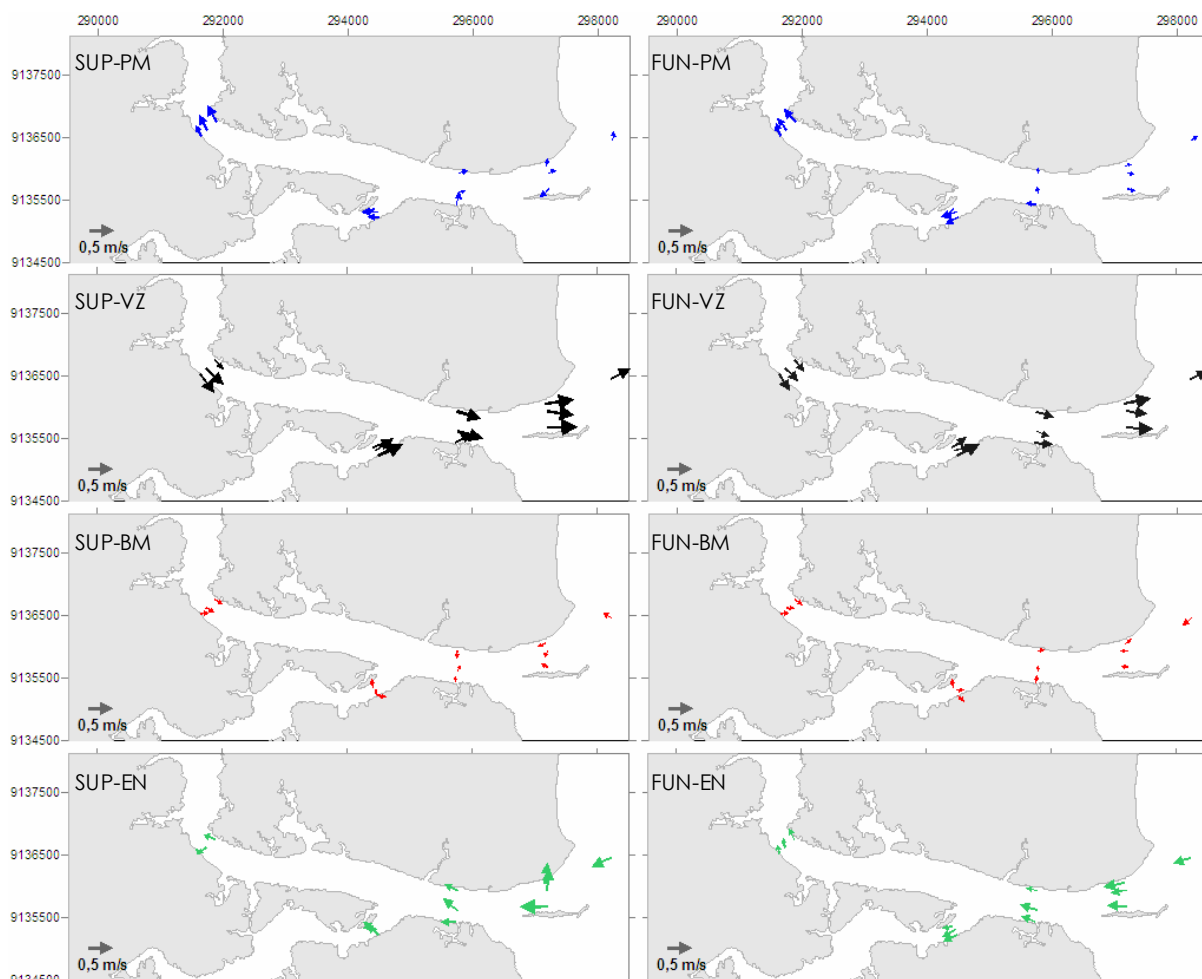 290000 292000 294000 296000 298000 290000 292000 294000 296000 298000
SUP-PM FUN-PM
9137500
9136500
9135500
0,5 m/s 0,5 m/s
9134500
SUP-VZ FUN-VZ
9137500
9136500
9135500
0,5 m/s 0,5 m/s
9134500
SUP-BM FUN-BM
9137500
9136500
9135500
0,5 m/s 0,5 m/s
9134500
SUP-EN FUN-EN
9137500
9136500
9135500
0,5 m/s 0,5 m/s
9134500